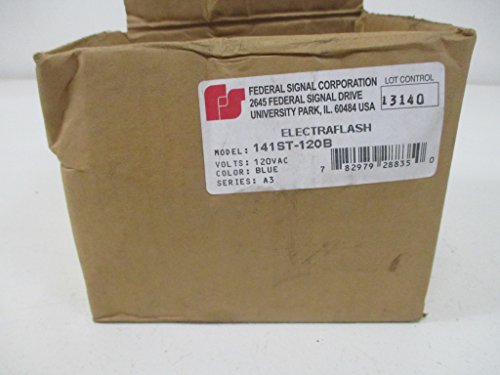 FEDERAL SIGNAL CORPORATION
2645 FEDERAL SIGNAL DRIVE
UNIVERSITY PARK, IL. 60484 USA
LOT CONTROL
13140
ELECTRAFLASH
MODEL: 141ST-120B
VOLTS: 120VAC
COLOR: BLUE
SERIES: A3
7 82979 28835 0